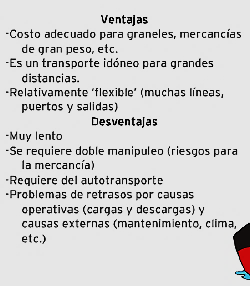 Ventajas
-Costo adecuado para graneles, mercancías
de gran peso, etc.
-Es un transporte idóneo para grandes
distancias.
-Relativamente ‘flexible’ (muchas líneas,
puertos y salidas)
Desventajas
-Muy lento
-Se requiere doble manipuleo (riesgos para
la mercancía)
-Requiere del autotransporte
-Problemas de retrasos por causas
operativas (cargas y descargas) y
causas externas (mantenimiento, clima,
etc.)